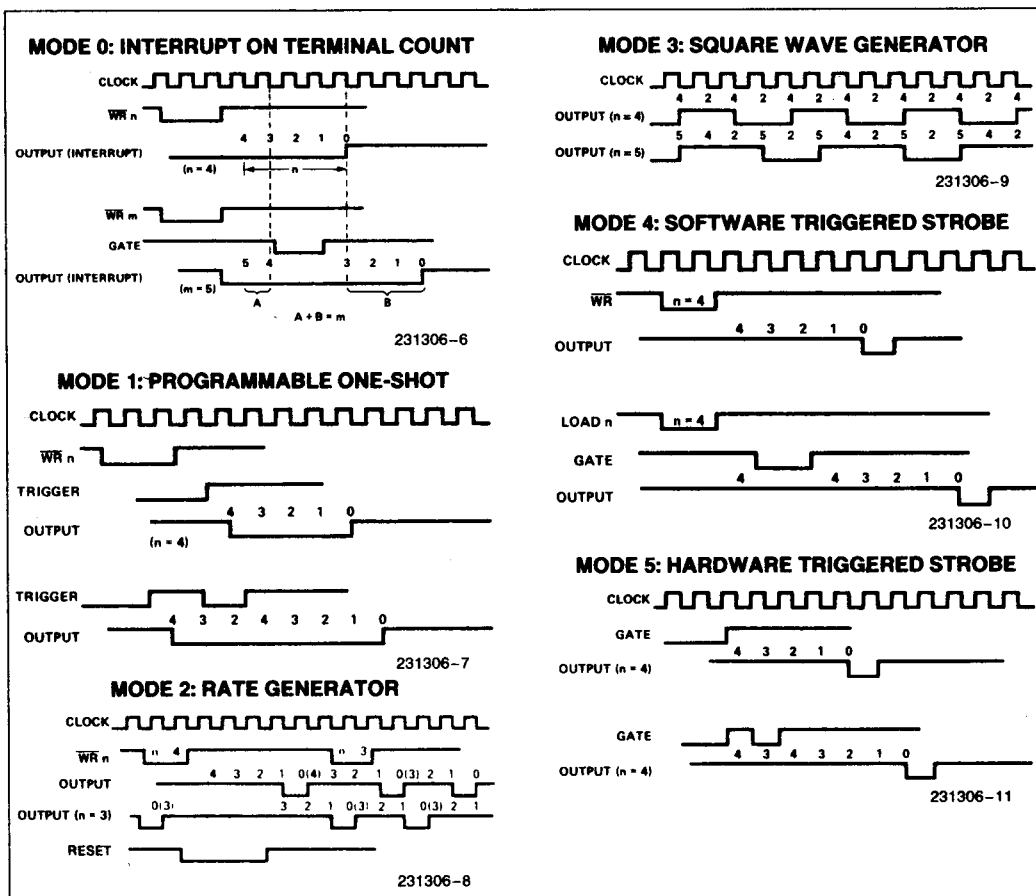 MODE 0: INTERRUPT ON TERMINAL COUNT
CLOCK
WR n
4 3 2 1 0
OUTPUT (INTERRUPT)
(n = 4)
n
WR m
GATE
5 4 3 2 1 0
OUTPUT (INTERRUPT)
(m = 5)
A B
A + B = m
231306-6
MODE 1: PROGRAMMABLE ONE-SHOT
CLOCK
WR n
TRIGGER
4 3 2 1 0
OUTPUT
(n = 4)
TRIGGER
4 3 2 4 3 2 1 0
OUTPUT
231306-7
MODE 2: RATE GENERATOR
CLOCK
WR n
n 4 n 3
4 3 2 1 0(4) 3 2 1 0(3) 2 1 0
OUTPUT
0(3) 3 2 1 0(3) 2 1 0(3) 2 1
OUTPUT (n = 3)
RESET
231306-8
MODE 3: SQUARE WAVE GENERATOR
CLOCK
4 2 4 2 4 2 4 2 4 2 4 2 4
OUTPUT (n = 4)
5 4 2 5 2 5 4 2 5 2 5 4 2
OUTPUT (n = 5)
231306-9
MODE 4: SOFTWARE TRIGGERED STROBE
CLOCK
WR
n = 4
4 3 2 1 0
OUTPUT
LOAD n
n = 4
GATE
4 4 3 2 1 0
OUTPUT
231306-10
MODE 5: HARDWARE TRIGGERED STROBE
CLOCK
GATE
4 3 2 1 0
OUTPUT (n = 4)
GATE
4 3 4 3 2 1 0
OUTPUT (n = 4)
231306-11